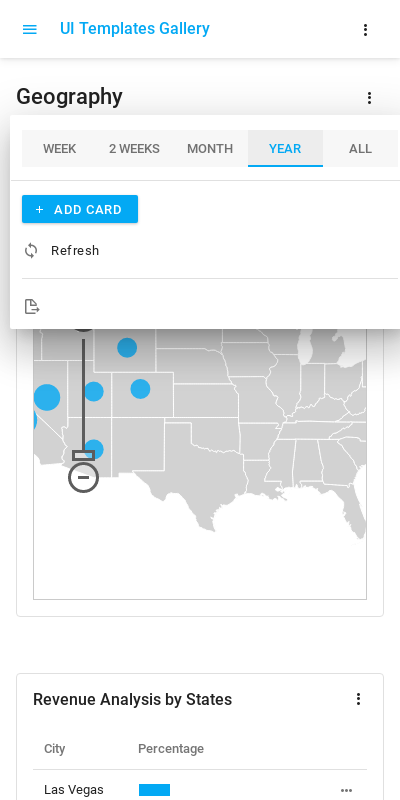 UI Templates Gallery
Geography
WEEK 2 WEEKS MONTH YEAR ALL
ADD CARD
Refresh
Revenue Analysis by States
City Percentage
Las Vegas